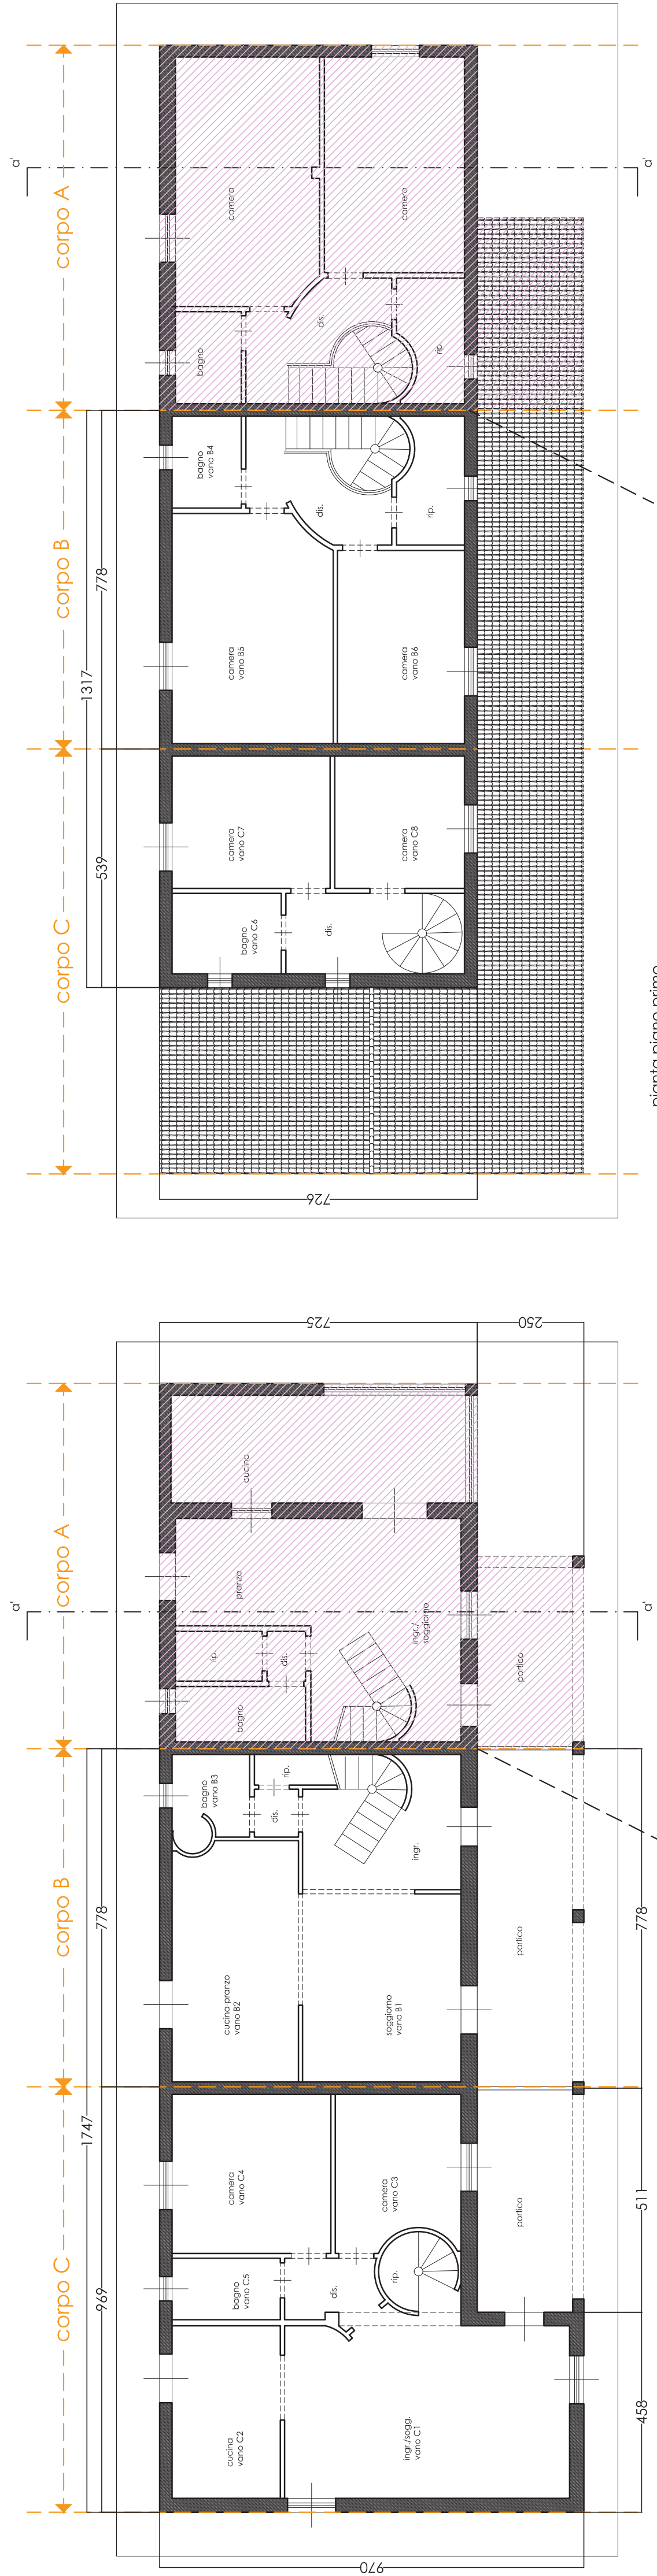 a'
a'
corpo A
corpo B
corpo C
778
1317
539
726
camera
camera
bagno
dis.
rip.
bagno
vano B4
dis.
rip.
camera
vano B5
camera
vano B6
camera
vano C7
camera
vano C8
bagno
vano C6
dis.
pianta piano primo
725
250
a'
a'
corpo A
corpo B
corpo C
778
1747
969
cucina
pranzo
rip.
dis.
bagno
ingr./
soggiorno
portico
bagno
vano B3
rip.
dis.
ingr.
cucina-pranzo
vano B2
soggiorno
vano B1
portico
778
camera
vano C4
camera
vano C3
bagno
vano C5
dis.
rip.
portico
511
cucina
vano C2
ingr./sogg.
vano C1
458
970